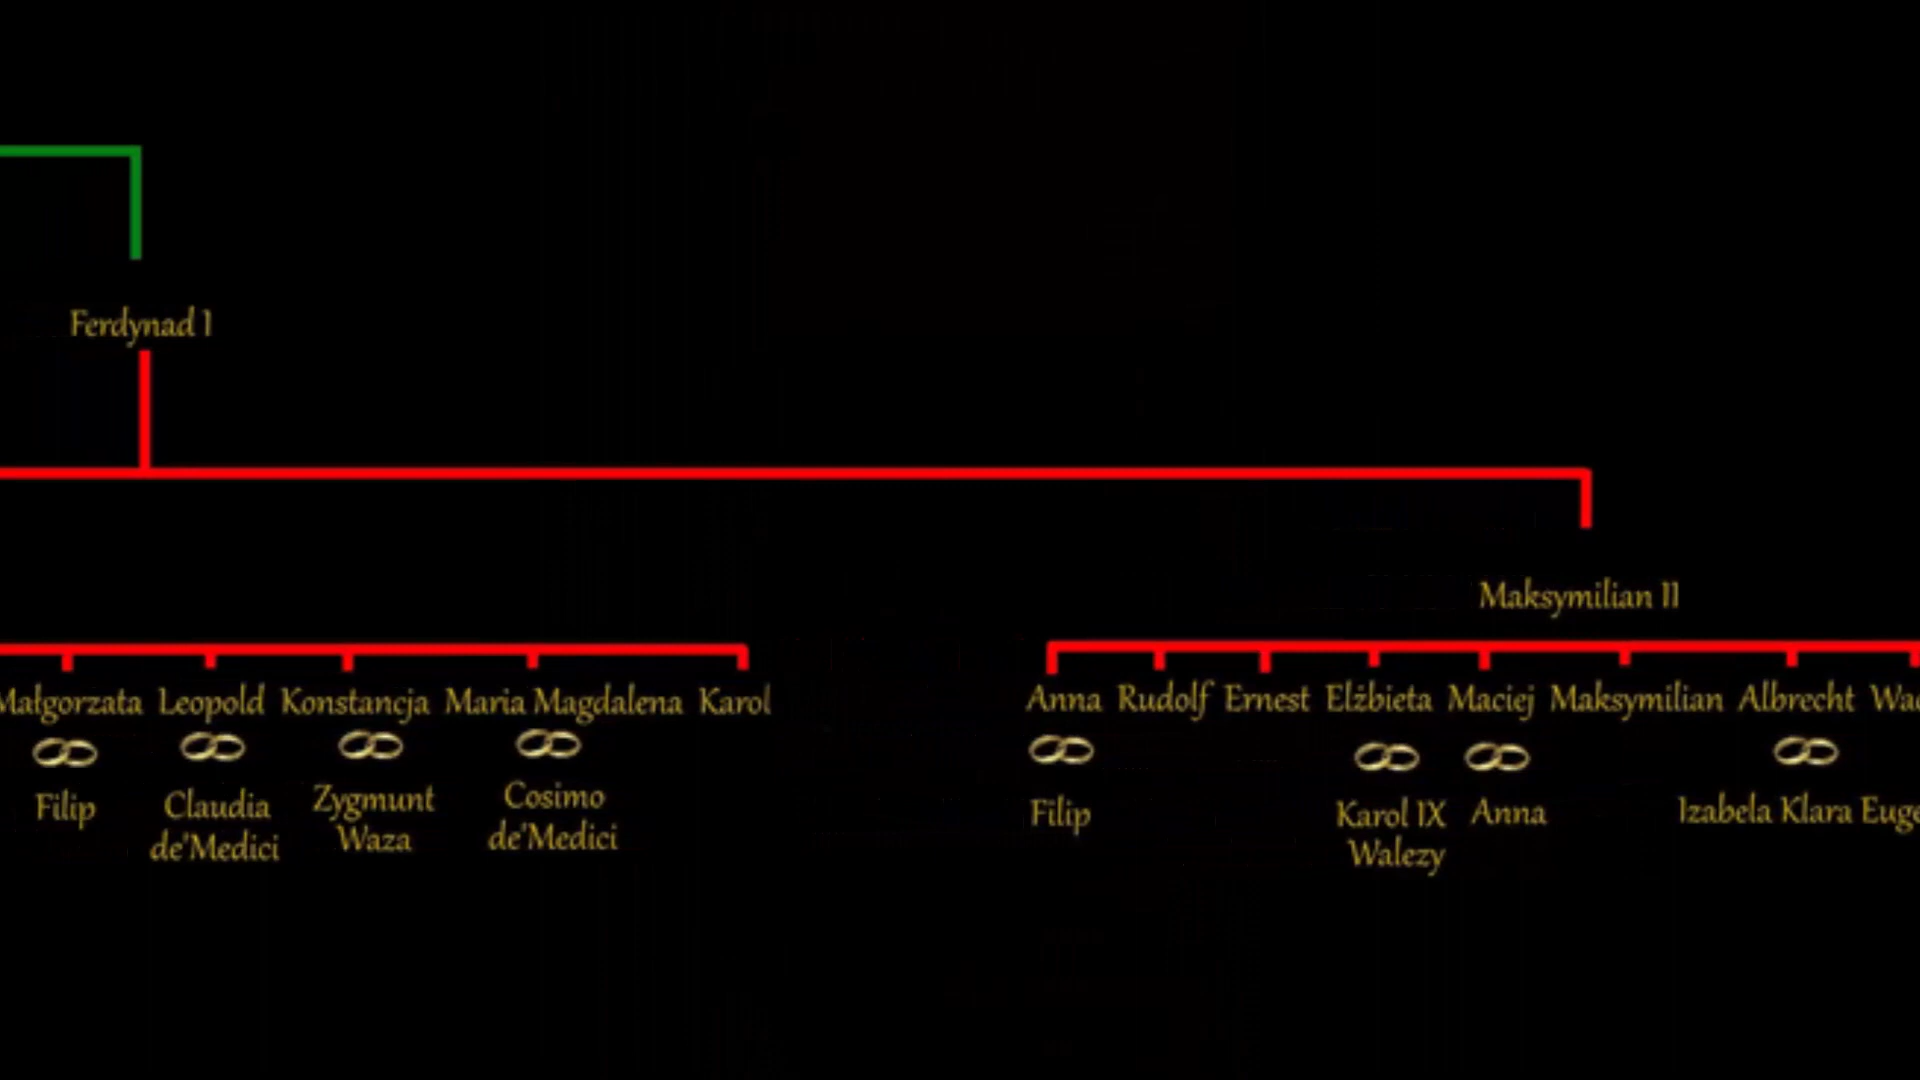 Ferdynad I
Maksymilian II
Małgorzata Leopold Konstancja Maria Magdalena Karol
Anna Rudolf Ernest Elżbieta Maciej Maksymilian Albrecht
Filip
Claudia
de'Medici
Zygmunt
Waza
Cosimo
de'Medici
Filip
Karol IX
Walezy
Anna
Izabela Klara